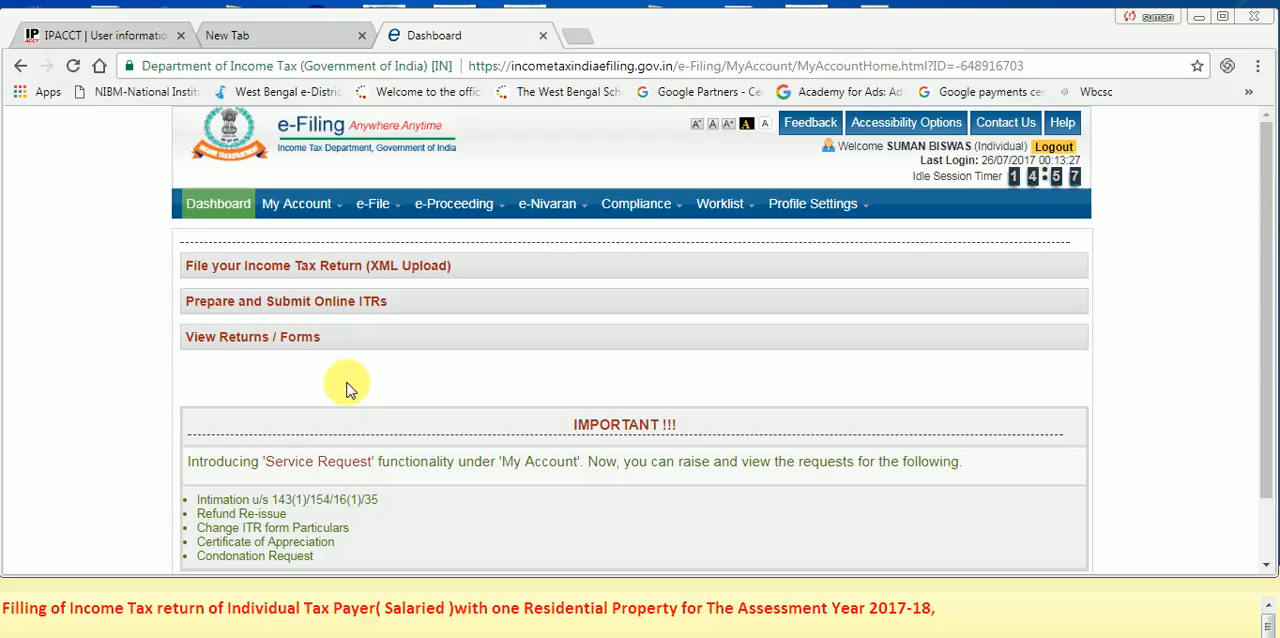 suman
IPACCT | User informatio
New Tab
Dashboard
Department of Income Tax (Government of India) [IN] | https://incometaxindiaefiling.gov.in/e-Filing/MyAccount/MyAccountHome.html?ID=-648916703
Apps NIBM-National Instit West Bengal e-Distric Welcome to the offic The West Bengal Sch Google Partners - Ce Academy for Ads: Ad Google payments cen Wbcsc »
e-Filing Anywhere Anytime
Income Tax Department, Government of India
A- A A+ A A Feedback Accessibility Options Contact Us Help
Welcome SUMAN BISWAS (Individual) Logout
Last Login: 26/07/2017 00:13:27
Idle Session Timer 1 4 : 5 7
Dashboard My Account e-File e-Proceeding e-Nivaran Compliance Worklist Profile Settings
File your Income Tax Return (XML Upload)
Prepare and Submit Online ITRs
View Returns / Forms
IMPORTANT !!!
Introducing 'Service Request' functionality under 'My Account'. Now, you can raise and view the requests for the following.
• Intimation u/s 143(1)/154/16(1)/35
• Refund Re-issue
• Change ITR form Particulars
• Certificate of Appreciation
• Condonation Request
Filling of Income Tax return of Individual Tax Payer( Salaried )with one Residential Property for The Assessment Year 2017-18,